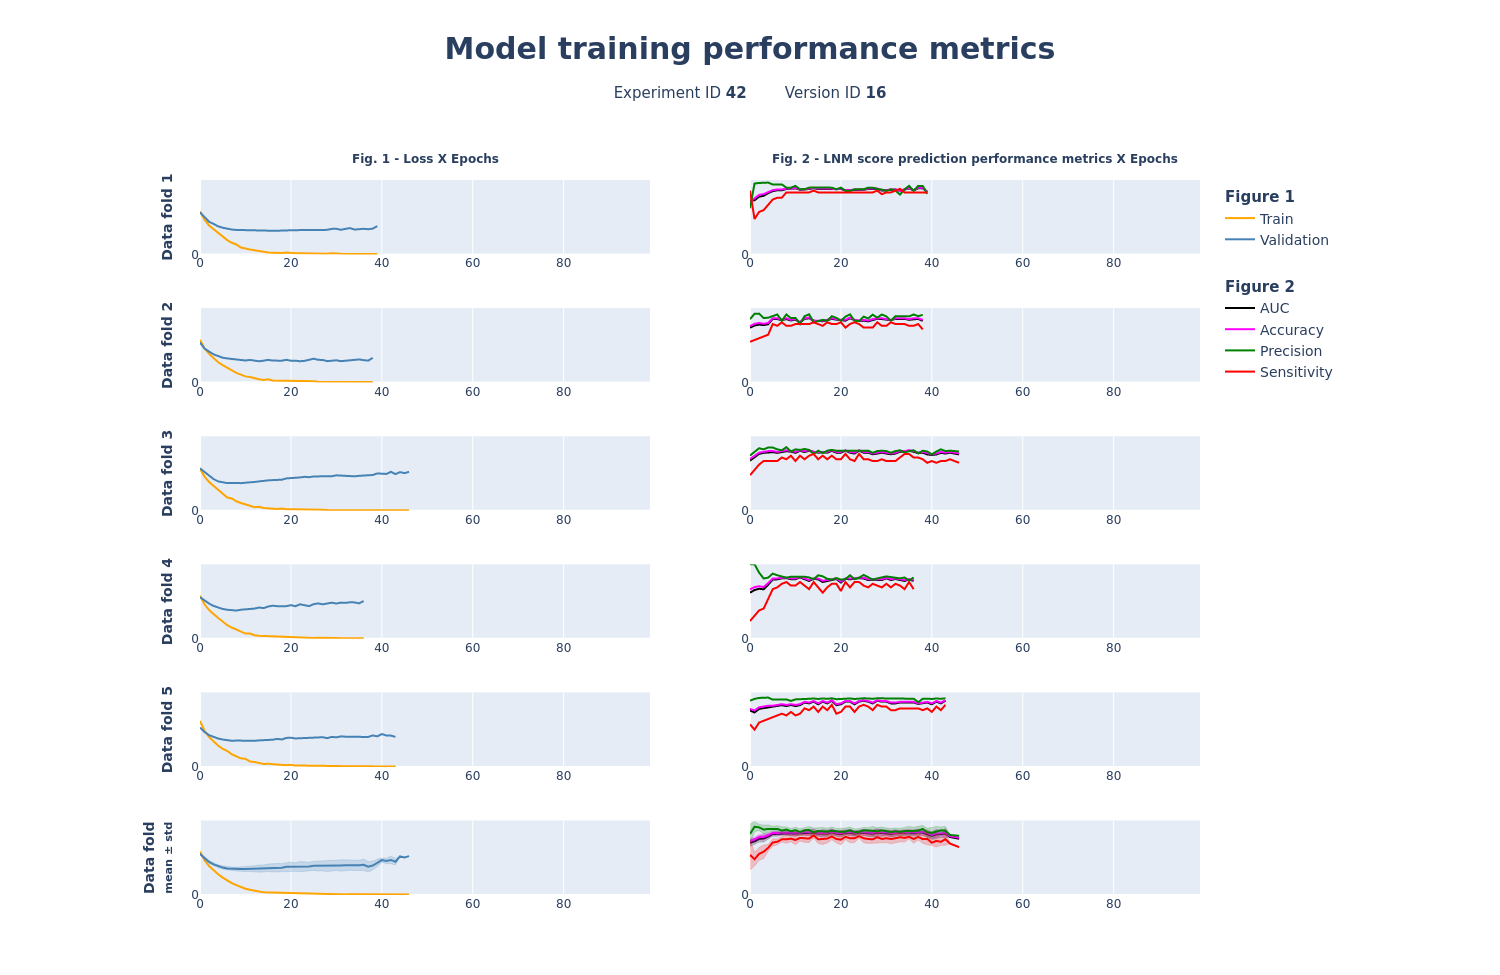 Model training performance metrics
Experiment ID 42 Version ID 16
Fig. 1 - Loss X Epochs
Fig. 2 - LNM score prediction performance metrics X Epochs
Data fold 1
0
0 20 40 60 80
0
0 20 40 60 80
Figure 1
Train
Validation
Figure 2
AUC
Accuracy
Precision
Sensitivity
Data fold 2
0
0 20 40 60 80
0
0 20 40 60 80
Data fold 3
0
0 20 40 60 80
0
0 20 40 60 80
Data fold 4
0
0 20 40 60 80
0
0 20 40 60 80
Data fold 5
0
0 20 40 60 80
0
0 20 40 60 80
Data fold
mean ± std
0
0 20 40 60 80
0
0 20 40 60 80